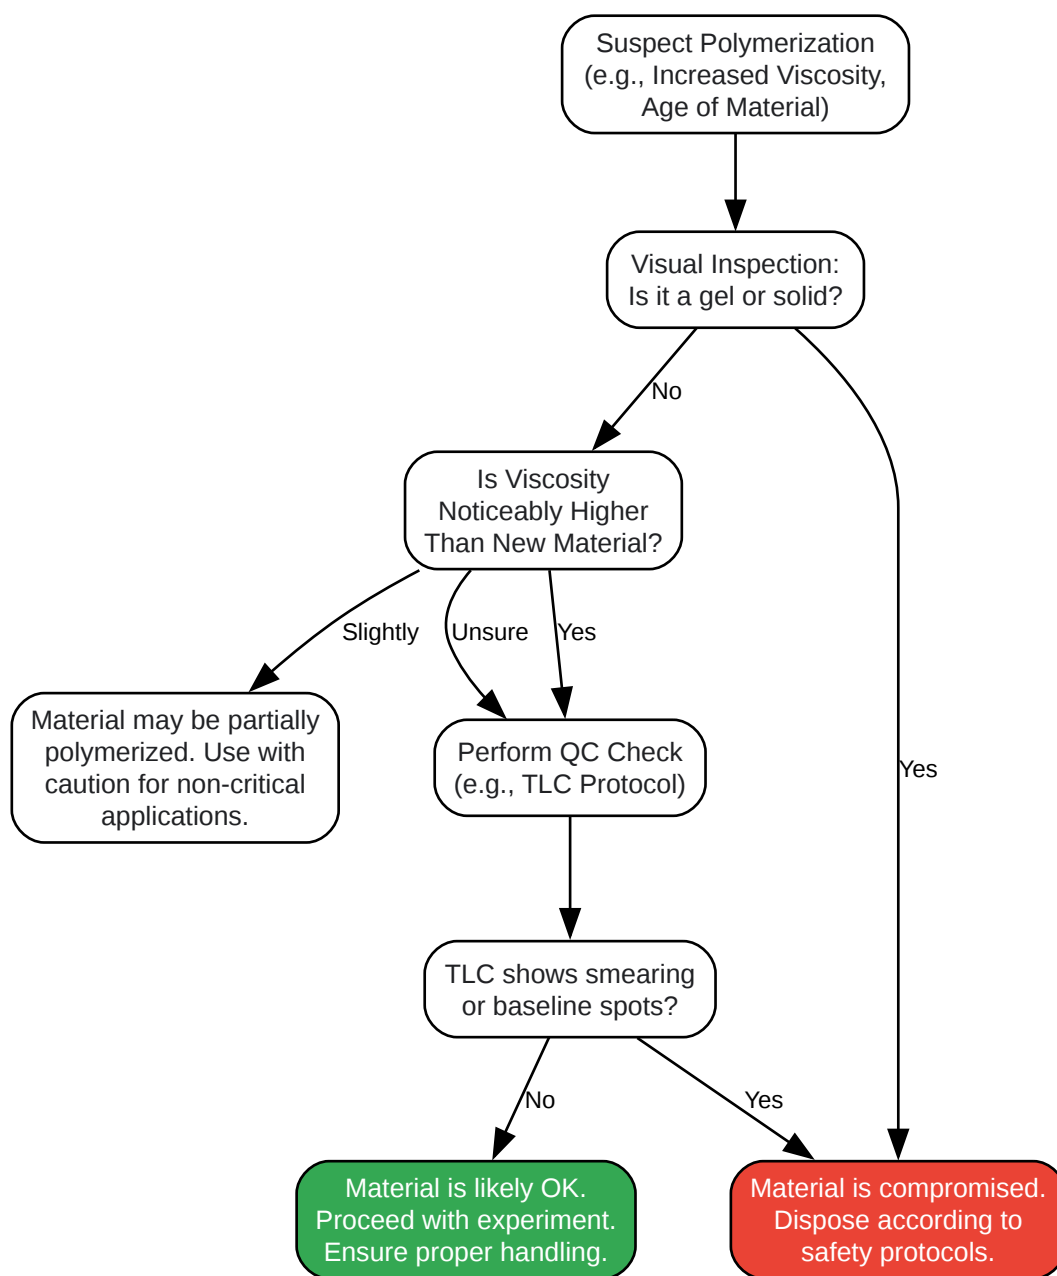 Suspect Polymerization
(e.g., Increased Viscosity,
Age of Material)
Visual Inspection:
Is it a gel or solid?
No
Is Viscosity
Noticeably Higher
Than New Material?
Slightly
Unsure
Yes
Material may be partially
polymerized. Use with
caution for non-critical
applications.
Perform QC Check
(e.g., TLC Protocol)
Yes
TLC shows smearing
or baseline spots?
No
Yes
Material is likely OK.
Proceed with experiment.
Ensure proper handling.
Material is compromised.
Dispose according to
safety protocols.